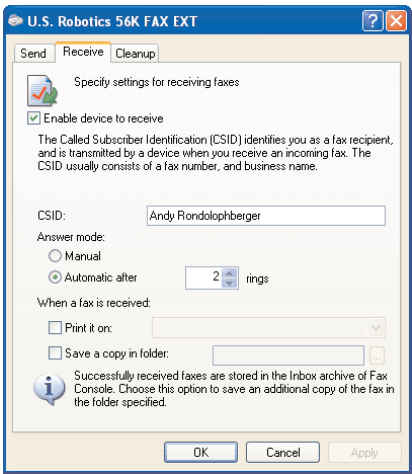 U.S. Robotics 56K FAX EXT
Send Receive Cleanup
Specify settings for receiving faxes
Enable device to receive
The Called Subscriber Identification (CSID) identifies you as a fax recipient,
and is transmitted by a device when you receive an incoming fax. The
CSID usually consists of a fax number, and business name.
CSID: Andy Rondolophberger
Answer mode:
Manual
Automatic after 2 rings
When a fax is received:
Print it on:
Save a copy in folder: ...
Successfully received faxes are stored in the Inbox archive of Fax
Console. Choose this option to save an additional copy of the fax in
the folder specified.
OK Cancel Apply